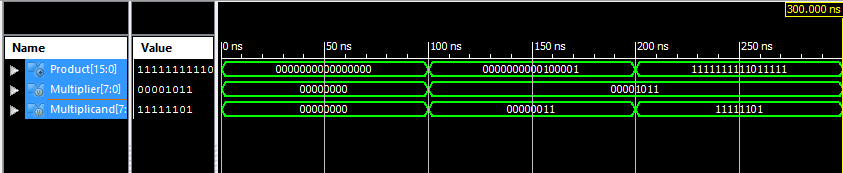 300.000 ns
Name Value 0 ns 50 ns 100 ns 150 ns 200 ns 250 ns
Product[15:0] 11111111110 0000000000000000 0000000000100001 1111111111011111
Multiplier[7:0] 00001011 00000000 00001011
Multiplicand[7: 11111101 00000000 00000011 11111101